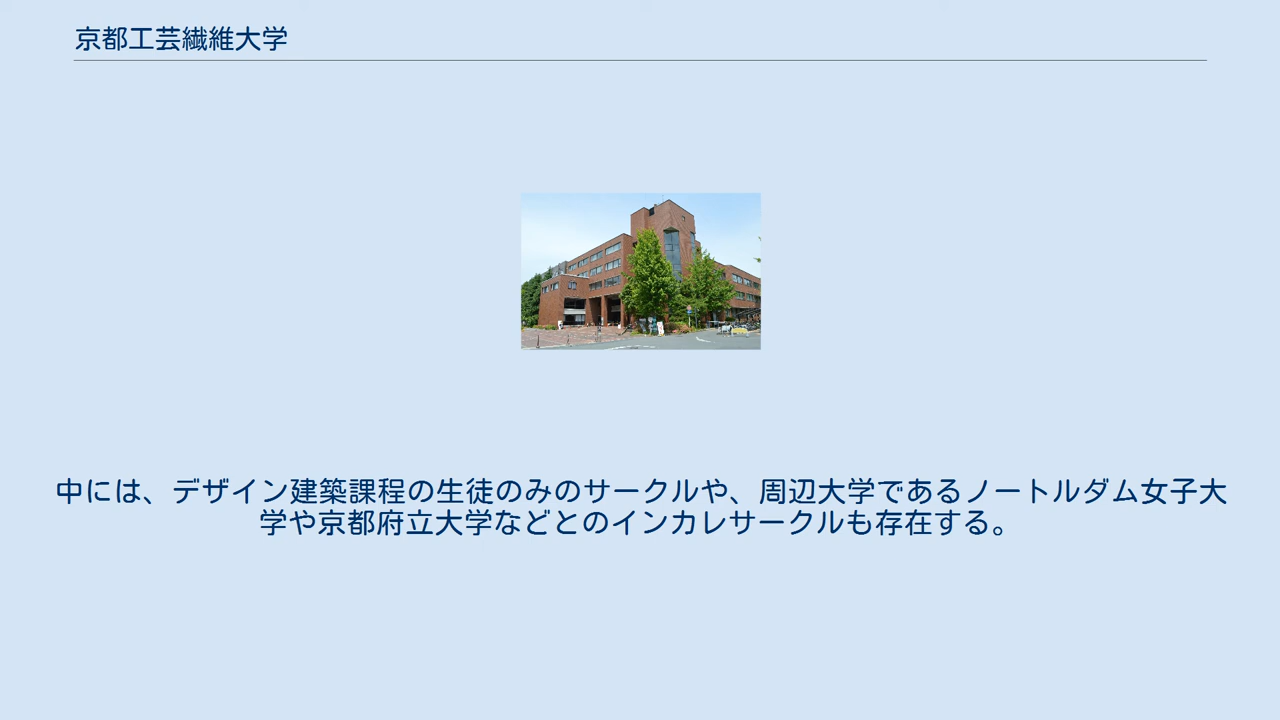 京都工芸繊維大学
中には、デザイン建築課程の生徒のみのサークルや、周辺大学であるノートルダム女子大
学や京都府立大学などとのインカレサークルも存在する。